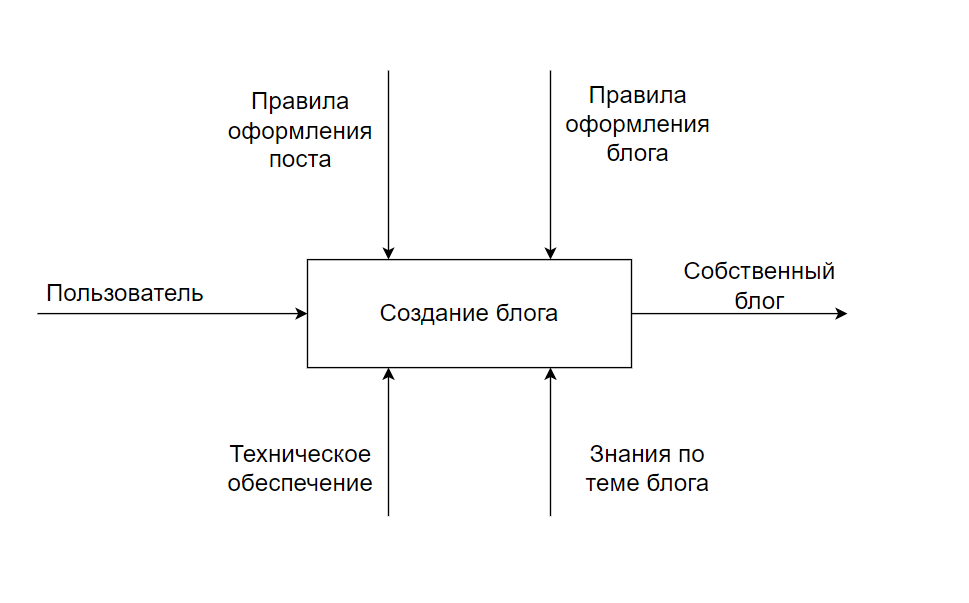 Правила
оформления
поста
Правила
оформления
блога
Пользователь
Создание блога
Собственный
блог
Техническое
обеспечение
Знания по
теме блога